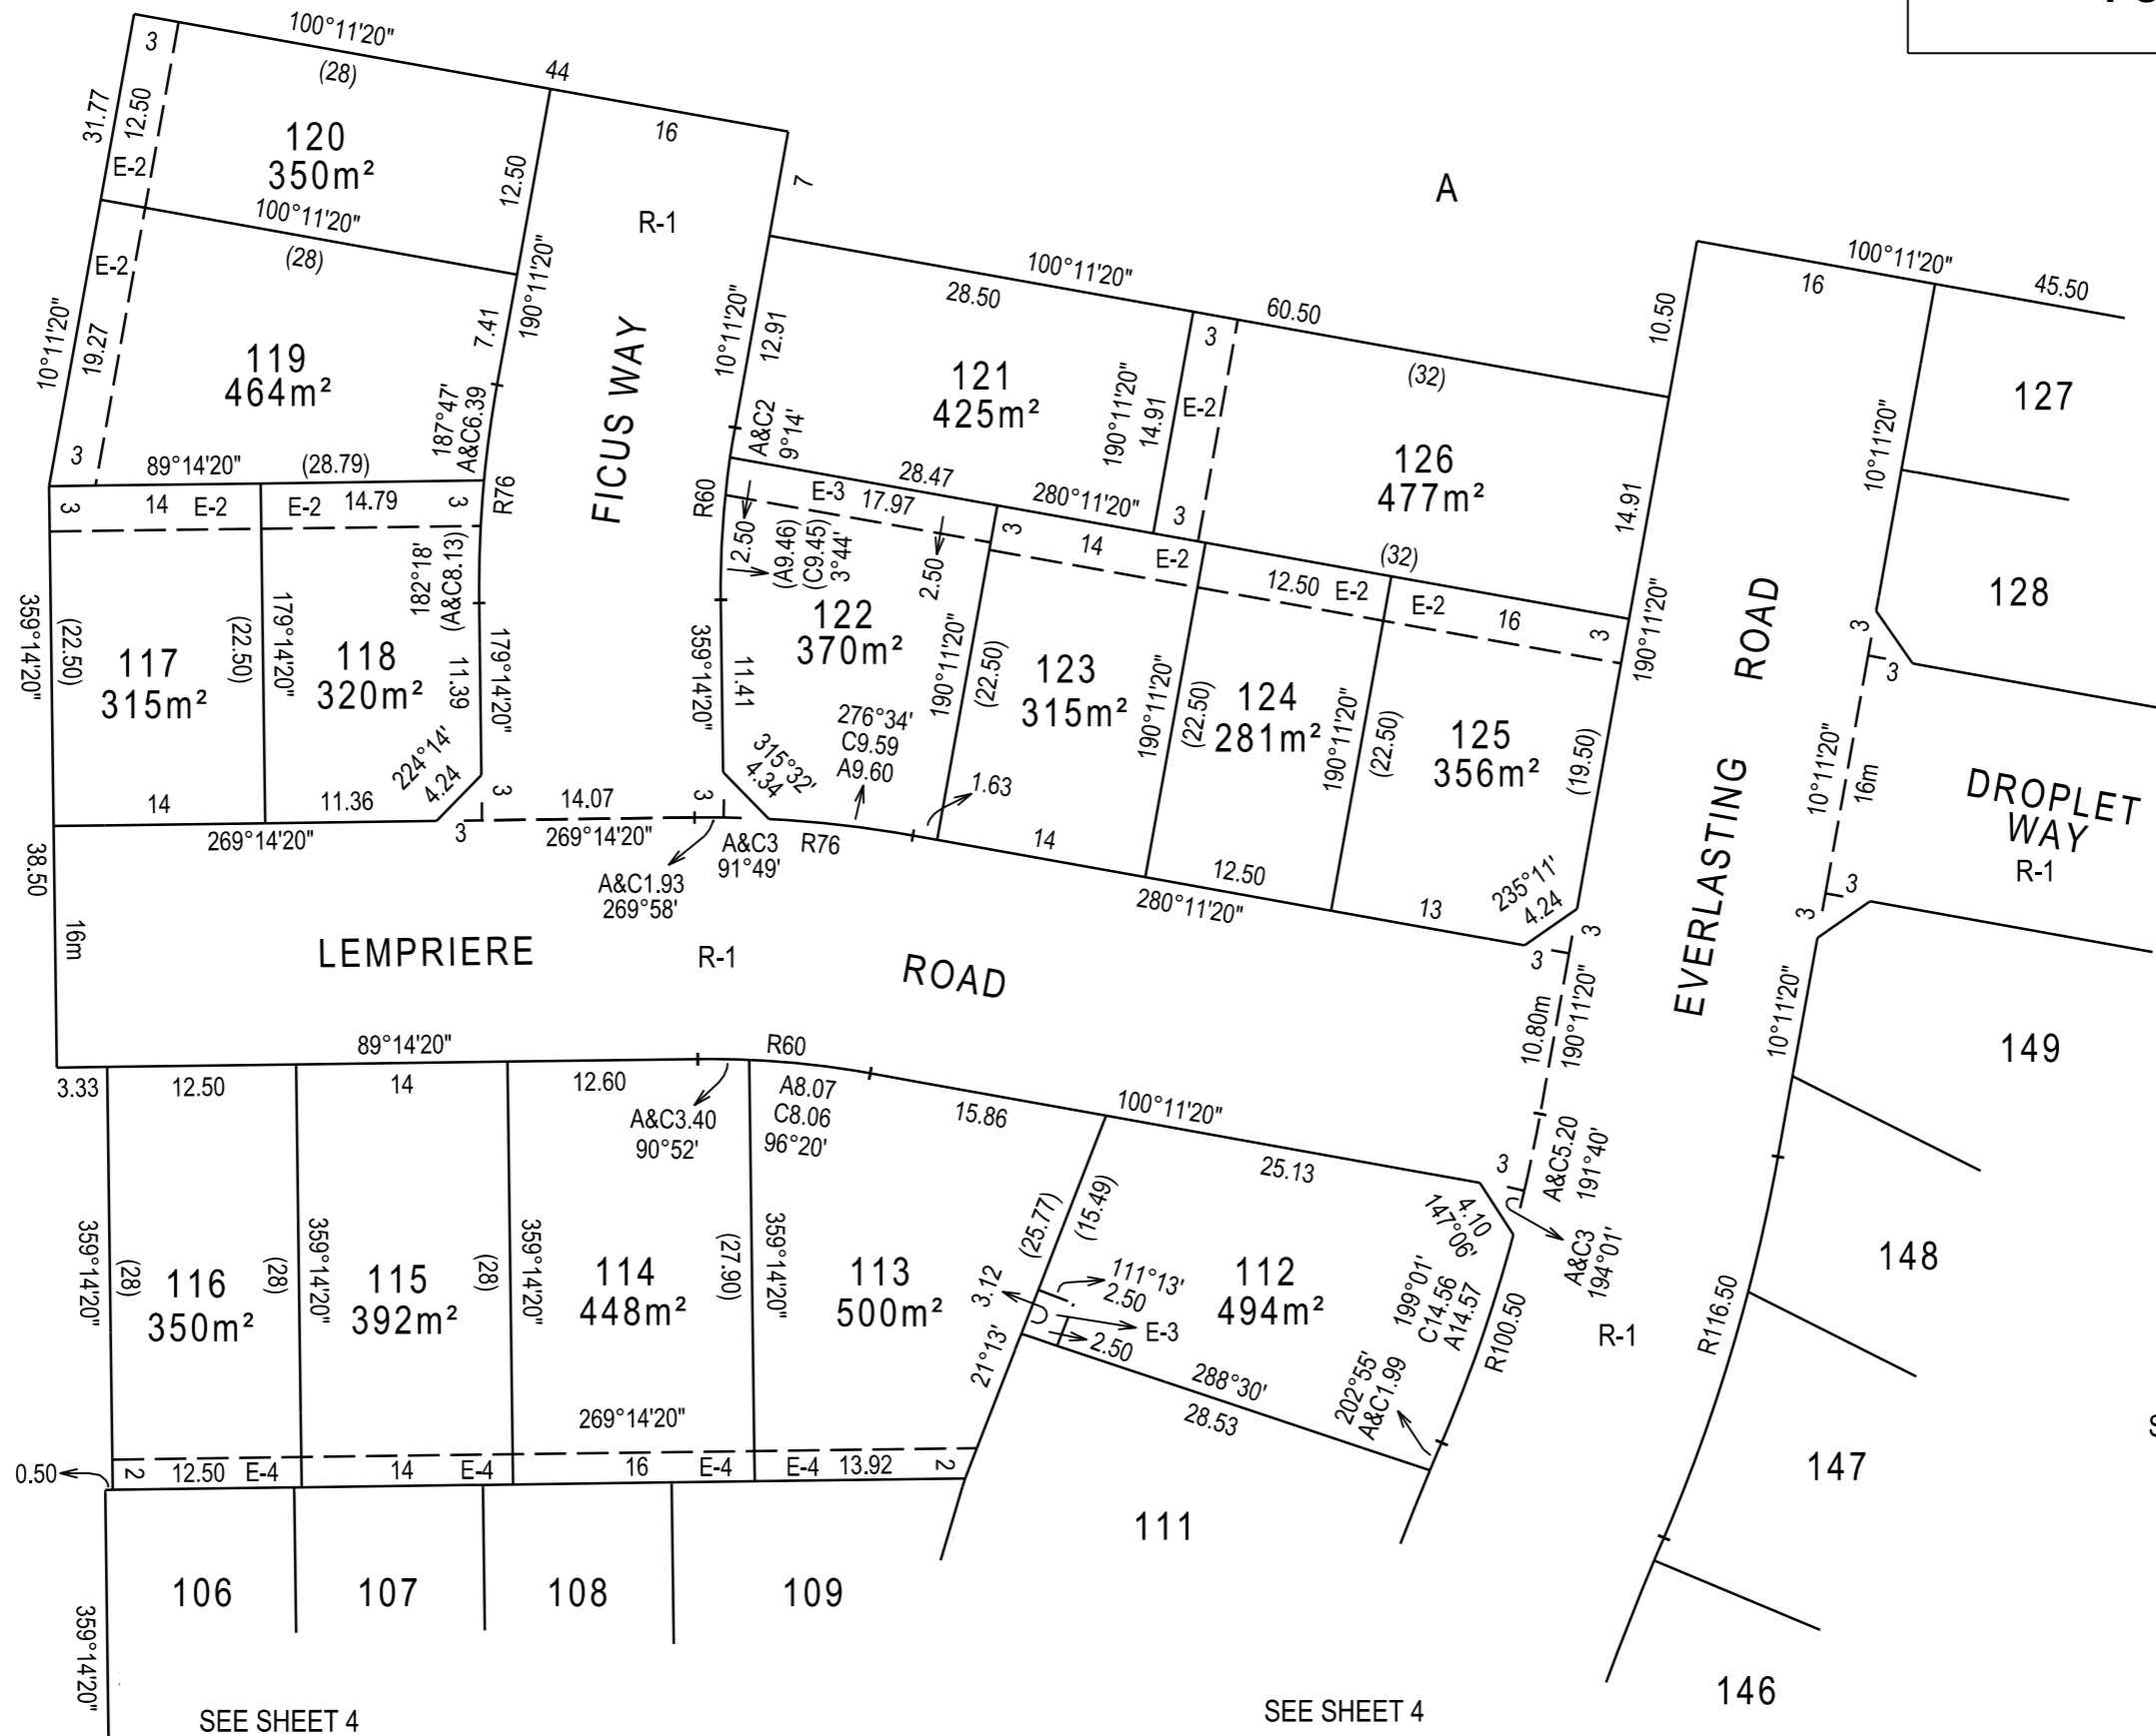 100°11'20"
(28)
44
3
31.77
12.50
E-2
120
350m²
12.50
16
7
R-1
A
100°11'20"
(28)
E-2
10°11'20"
19.27
7.41
190°11'20"
119
464m²
187°47'
A&C6.39
3
89°14'20"
(28.79)
FICUS WAY
10°11'20"
12.91
100°11'20"
28.50
60.50
121
425m²
A&C2
9°14'
190°11'20"
14.91
3
E-2
3
(32)
126
477m²
10.50
14.91
100°11'20"
16
45.50
127
10°11'20"
128
3
14
E-2
E-2
14.79
3
R76
R60
E-3
17.97
28.47
280°11'20"
2.50
(A9.46)
(C9.45)
3°44'
2.50
3
14
E-2
12.50
E-2
(32)
E-2
16
3
359°14'20"
(22.50)
117
315m²
(22.50)
179°14'20"
118
320m²
182°18'
(A&C8.13)
11.39
179°14'20"
224°14'
4.24
359°14'20"
11.41
122
370m²
315°32'
4.34
276°34'
C9.59
A9.60
190°11'20"
(22.50)
1.63
123
315m²
190°11'20"
(22.50)
124
281m²
190°11'20"
(22.50)
125
356m²
(19.50)
190°11'20"
235°11'
4.24
EVERLASTING ROAD
3
3
10°11'20"
16m
3
3
DROPLET
WAY
R-1
14
11.36
269°14'20"
3
3
14.07
269°14'20"
3
A&C3
91°49'
A&C1.93
269°58'
R76
14
12.50
280°11'20"
13
3
3
38.50
16m
LEMPRIERE
R-1
ROAD
10.80m
190°11'20"
10°11'20"
149
89°14'20"
R60
3.33
12.50
14
12.60
A&C3.40
90°52'
A8.07
C8.06
96°20'
15.86
100°11'20"
25.13
3
A&C5.20
191°40'
A&C3
194°01'
4.10
147°06'
359°14'20"
(28)
116
350m²
(28)
359°14'20"
115
392m²
(28)
359°14'20"
114
448m²
(27.90)
359°14'20"
113
500m²
(25.77)
(15.49)
3.12
111°13'
2.50
E-3
2.50
21°13'
112
494m²
199°01'
C14.56
A14.57
R100.50
202°55'
A&C1.99
288°30'
28.53
R-1
R116.50
148
147
269°14'20"
0.50
2
12.50
E-4
14
E-4
16
E-4
E-4
13.92
2
111
106
107
108
109
359°14'20"
146
SEE SHEET 4
SEE SHEET 4